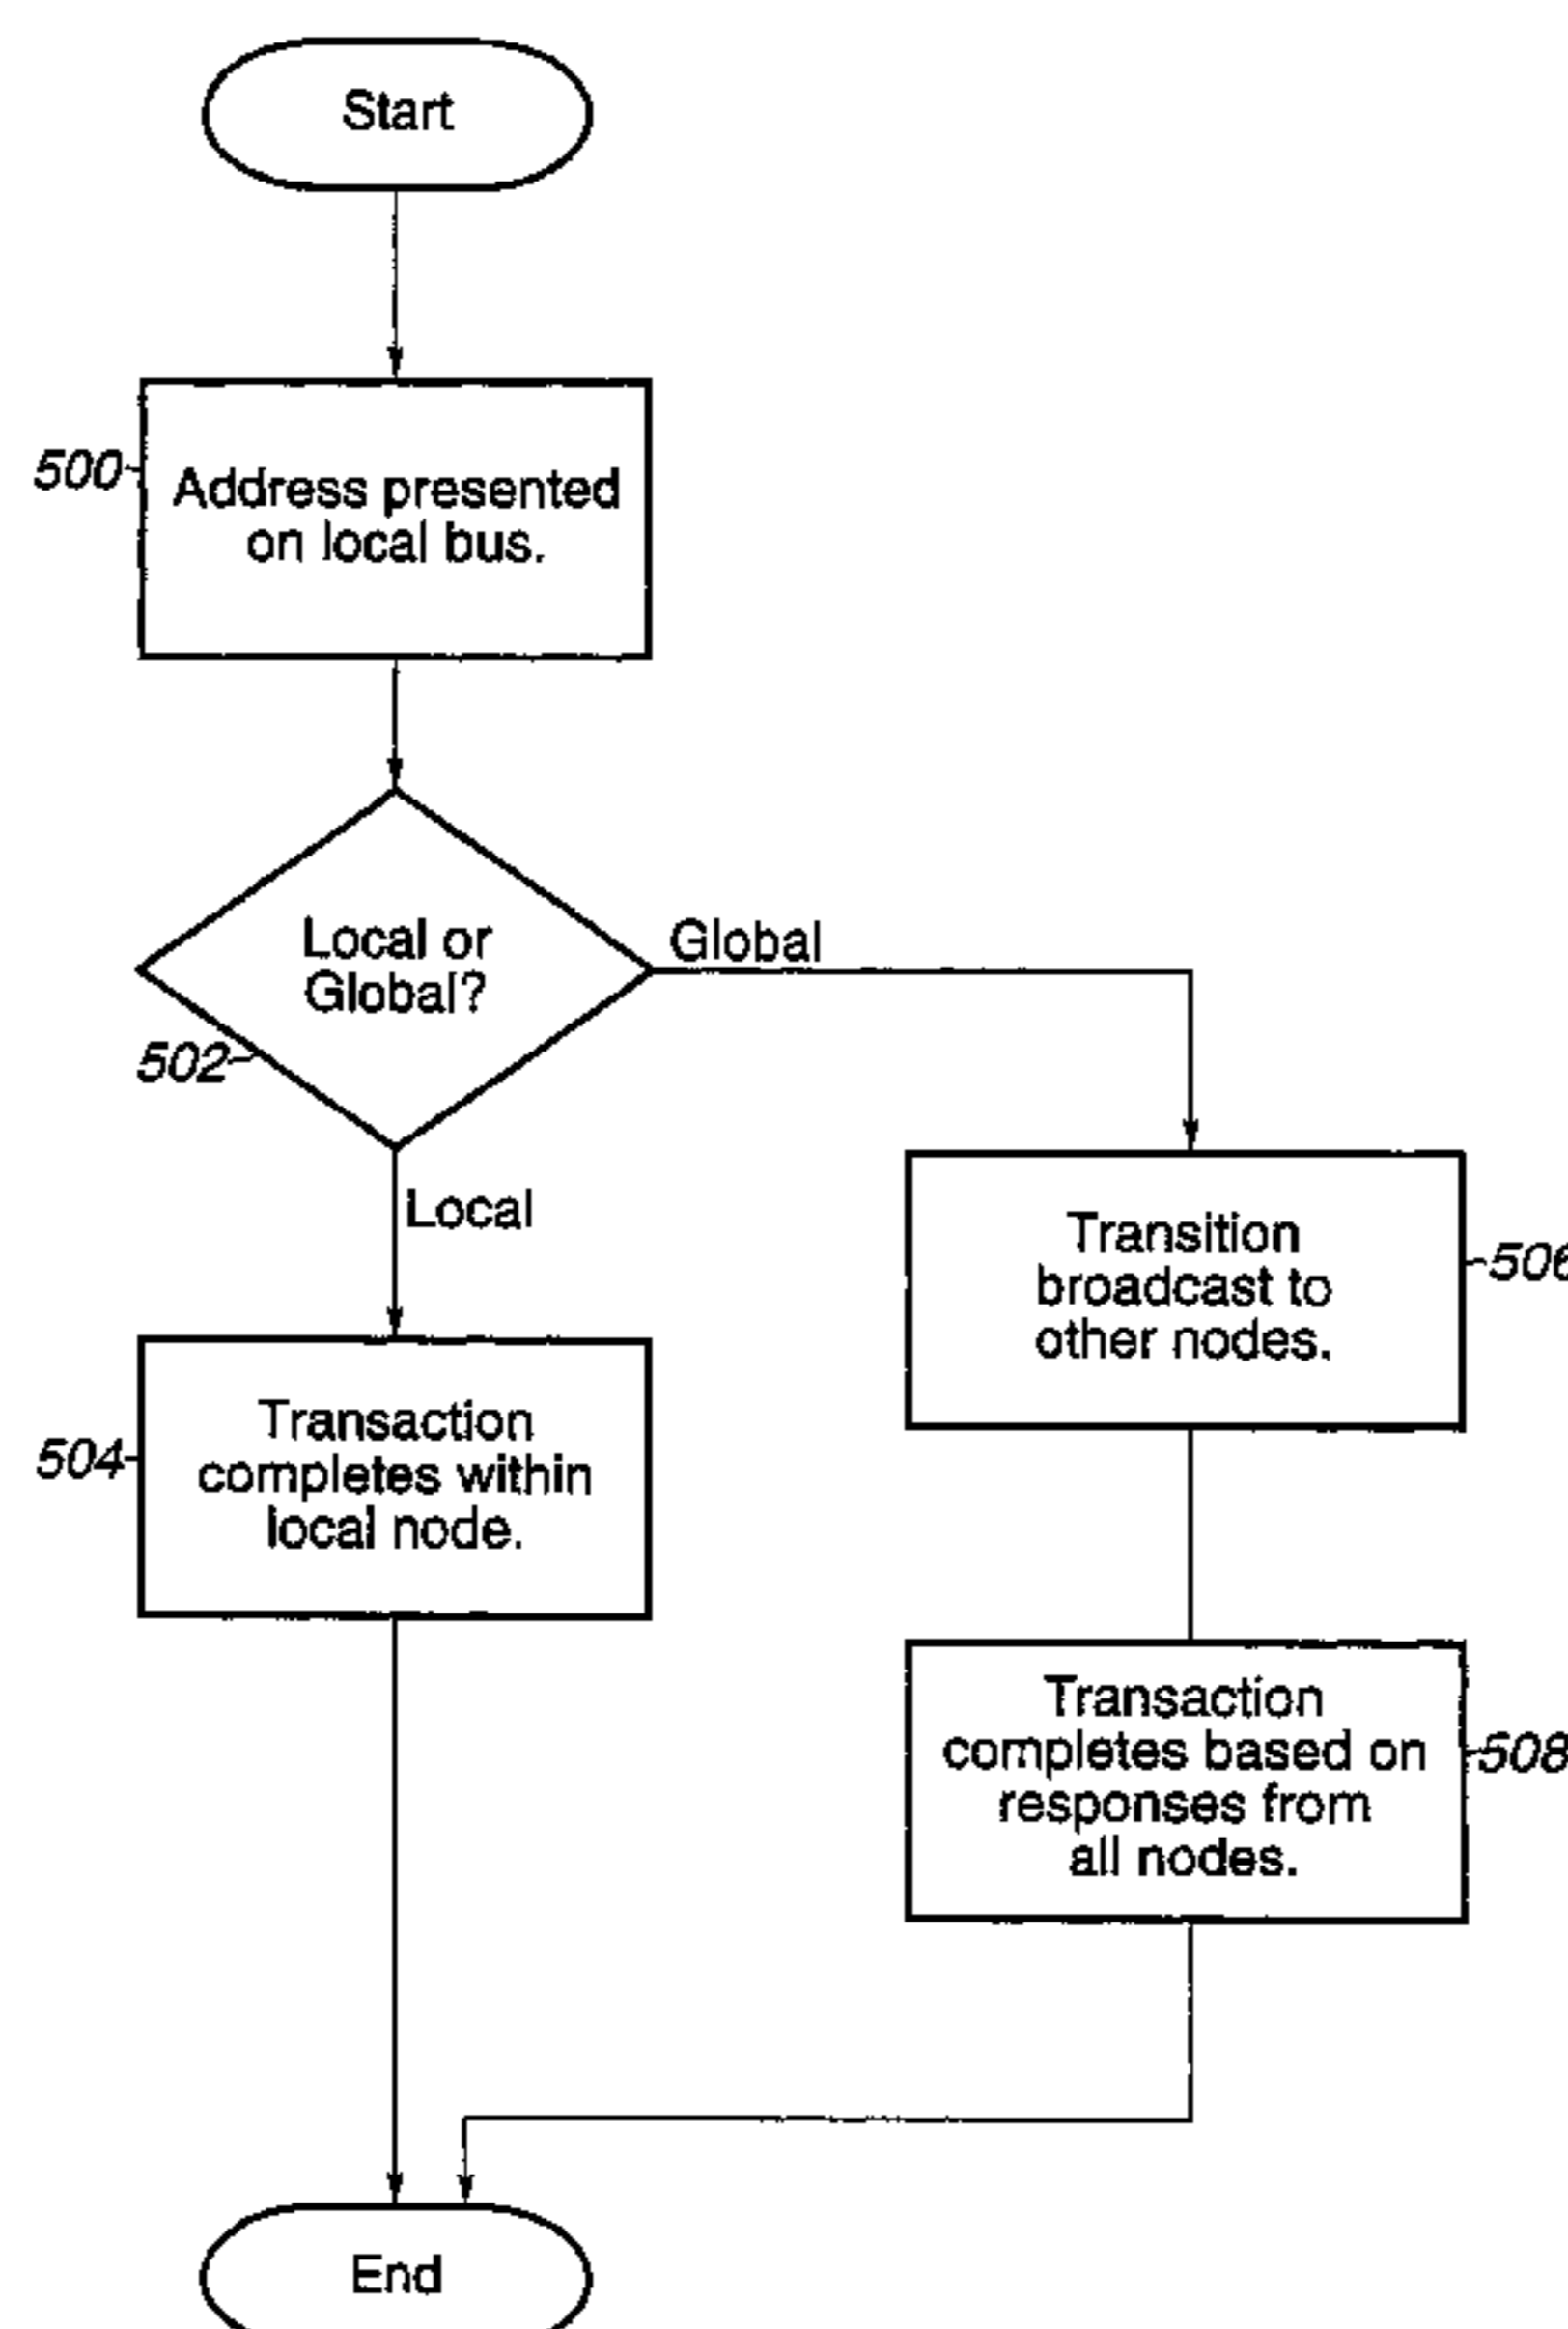 Start
500
Address presented
on local bus.
Local or
Global?
502
Global
Local
Transition
broadcast to
other nodes.
506
504
Transaction
completes within
local node.
Transaction
completes based on
responses from
all nodes.
508
End